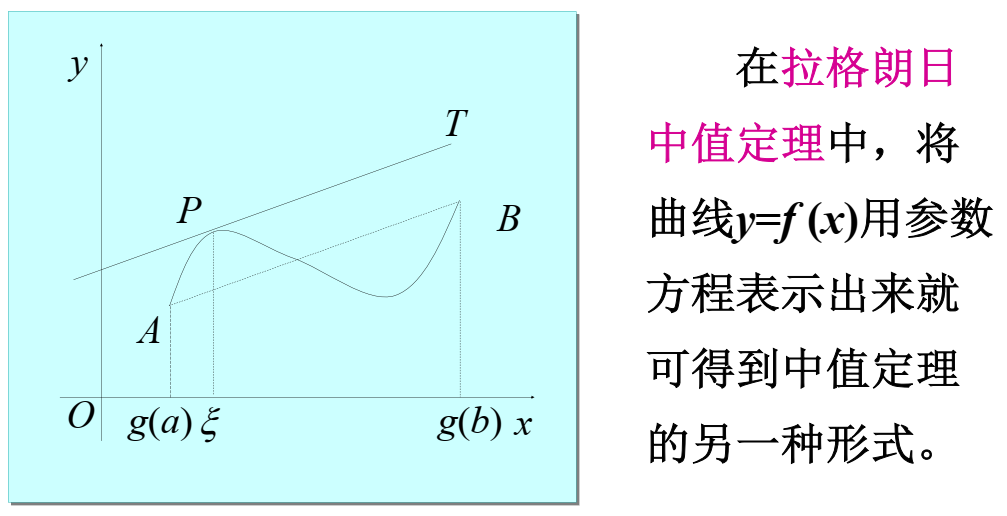 y
T
P
B
A
O
g(a) ξ
g(b) x
在拉格朗日
中值定理中，将
曲线y=f (x)用参数
方程表示出来就
可得到中值定理
的另一种形式。